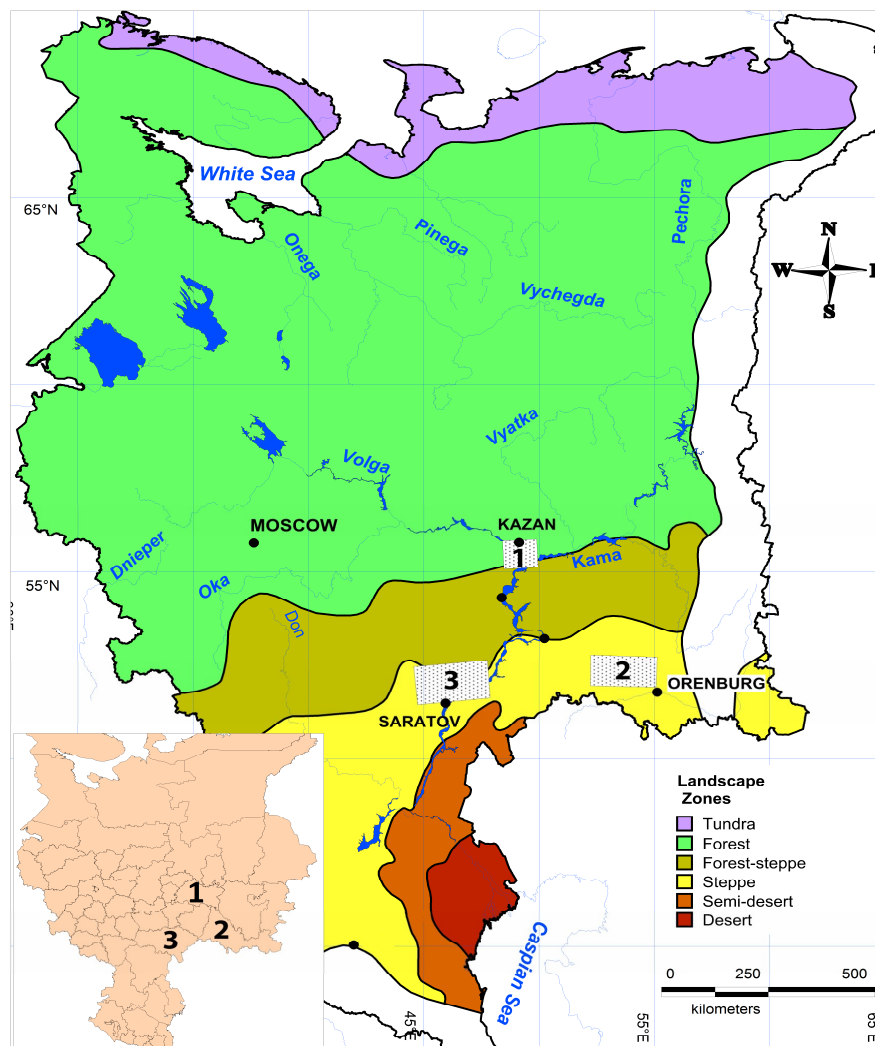 White Sea
65°N
Onega
Pinega
Pechora
N
W
S
Vychegda
Vyatka
Volga
MOSCOW
KAZAN
1
Dnieper
Kama
55°N
Oka
Don
3
2
ORENBURG
SARATOV
Landscape
Zones
Tundra
Forest
Forest-steppe
Steppe
Semi-desert
Desert
1
2
3
Caspian Sea
0 250 500
kilometers
45°E
55°E